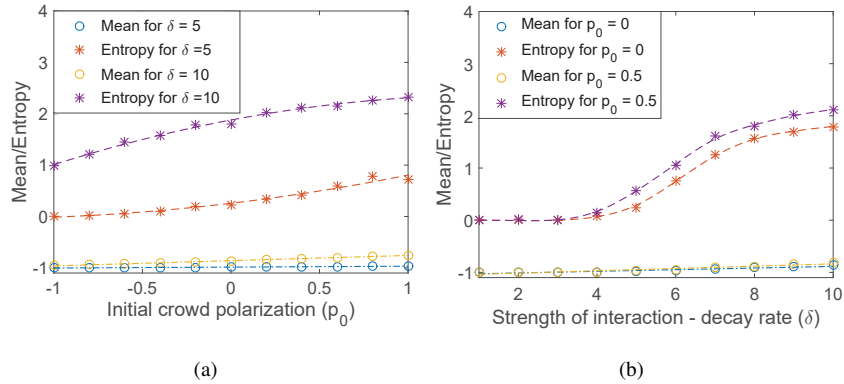 4
3
2
1
0
-1
Mean/Entropy
Mean for δ = 5
Entropy for δ =5
Mean for δ = 10
Entropy for δ =10
-1 -0.5 0 0.5 1
Initial crowd polarization (p0)
(a)
4
3
2
1
0
-1
Mean/Entropy
Mean for p0 = 0
Entropy for p0 = 0
Mean for p0 = 0.5
Entropy for p0 = 0.5
2 4 6 8 10
Strength of interaction - decay rate (δ)
(b)